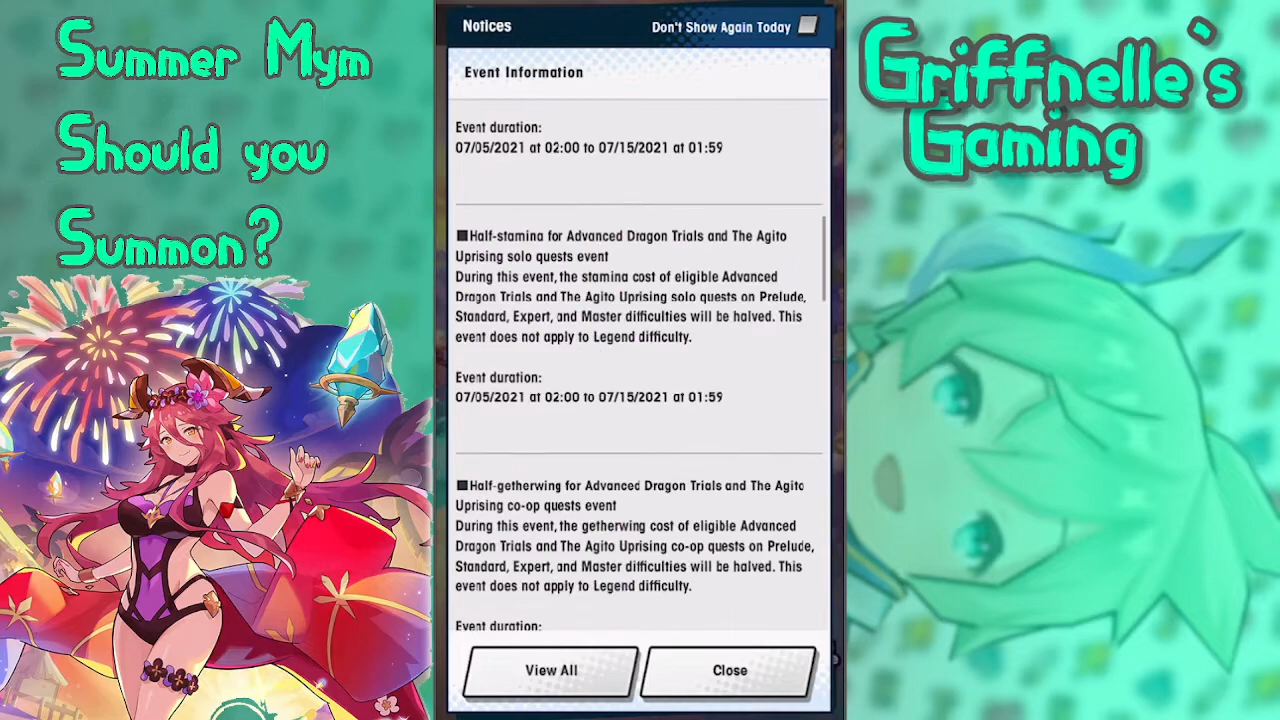 Summer Mym
Should you
Summon?
Notices
Don't Show Again Today
Event Information
Event duration:
07/05/2021 at 02:00 to 07/15/2021 at 01:59
■Half-stamina for Advanced Dragon Trials and The Agito
Uprising solo quests event
During this event, the stamina cost of eligible Advanced
Dragon Trials and The Agito Uprising solo quests on Prelude,
Standard, Expert, and Master difficulties will be halved. This
event does not apply to Legend difficulty.
Event duration:
07/05/2021 at 02:00 to 07/15/2021 at 01:59
■Half-getherwing for Advanced Dragon Trials and The Agito
Uprising co-op quests event
During this event, the getherwing cost of eligible Advanced
Dragon Trials and The Agito Uprising co-op quests on Prelude,
Standard, Expert, and Master difficulties will be halved. This
event does not apply to Legend difficulty.
Event duration:
View All
Close
Griffnelle`s
Gaming